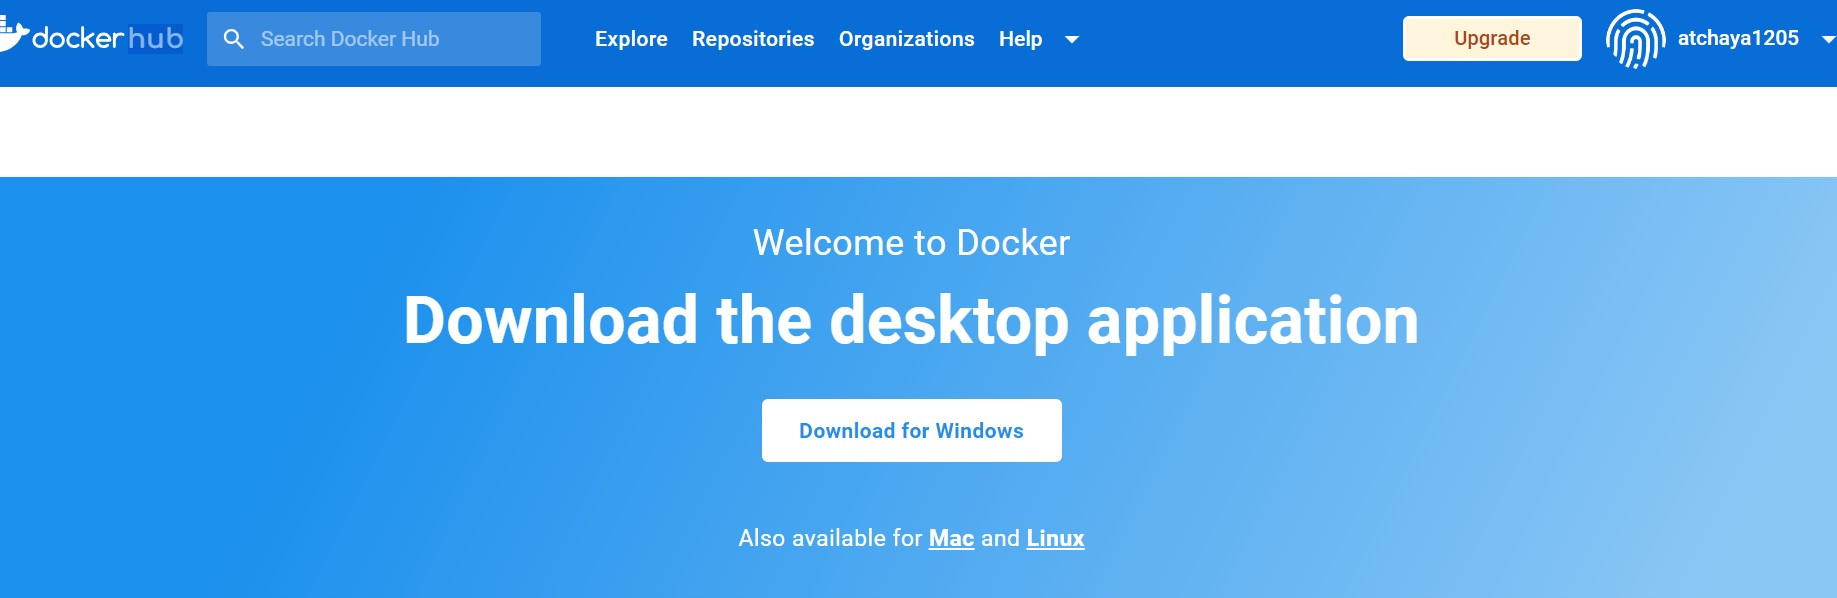 docker hub
Search Docker Hub
Explore Repositories Organizations Help
Upgrade
atchaya1205
Welcome to Docker
Download the desktop application
Download for Windows
Also available for Mac and Linux